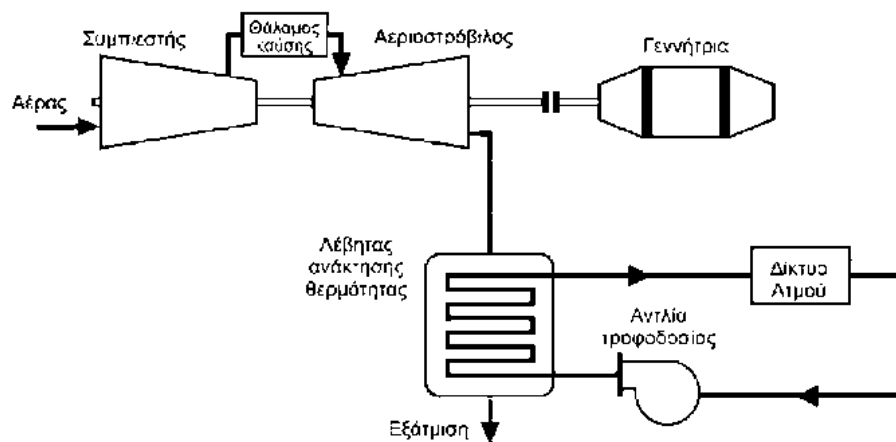 Θάλαμος
καύσης
Συμπιεστής
Αεριοστρόβιλος
Γεννήτρια
Αέρας
Λέβητας
ανάκτησης
θερμότητας
Δίκτυο
Ατμού
Αντλία
τροφοδοσίας
Εξάτμιση